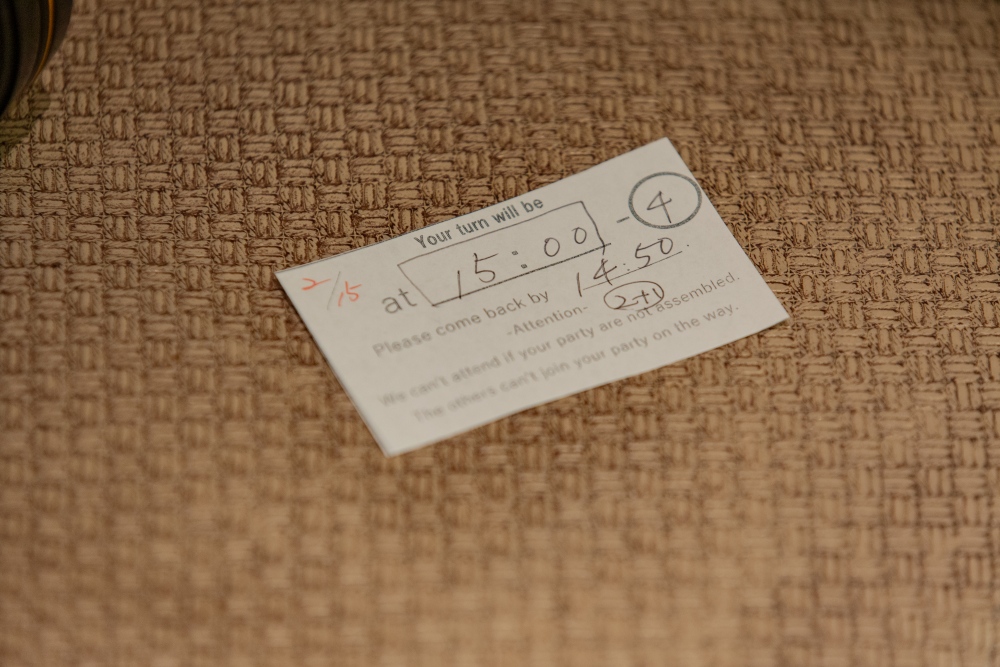 Your turn will be
2/15 at 15:00 -4
Please come back by 14:50.
2+1
-Attention-
We can't attend if your party are not assembled.
The others can't join your party on the way.